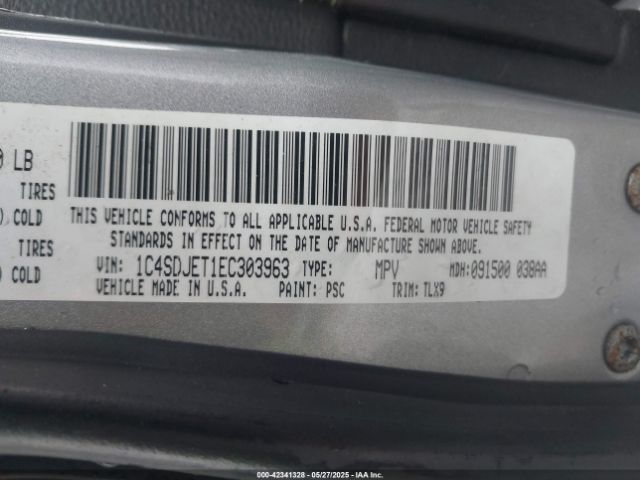 0 LB
TIRES
) COLD
TIRES
) COLD
THIS VEHICLE CONFORMS TO ALL APPLICABLE U.S.A. FEDERAL MOTOR VEHICLE SAFETY
STANDARDS IN EFFECT ON THE DATE OF MANUFACTURE SHOWN ABOVE.
VIN: 1C4SDJET1EC303963 TYPE: MPV MDH: 091500 038AA
VEHICLE MADE IN U.S.A. PAINT: PSC TRIM: TLX9
000-42341328 | 05/27/2025 - IAA, Inc.